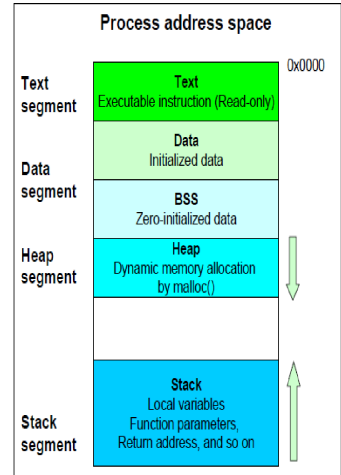 Process address space
0x0000
Text
segment
Text
Executable instruction (Read-only)
Data
segment
Data
Initialized data
BSS
Zero-initialized data
Heap
segment
Heap
Dynamic memory allocation
by malloc()
Stack
segment
Stack
Local variables
Function parameters,
Return address, and so on